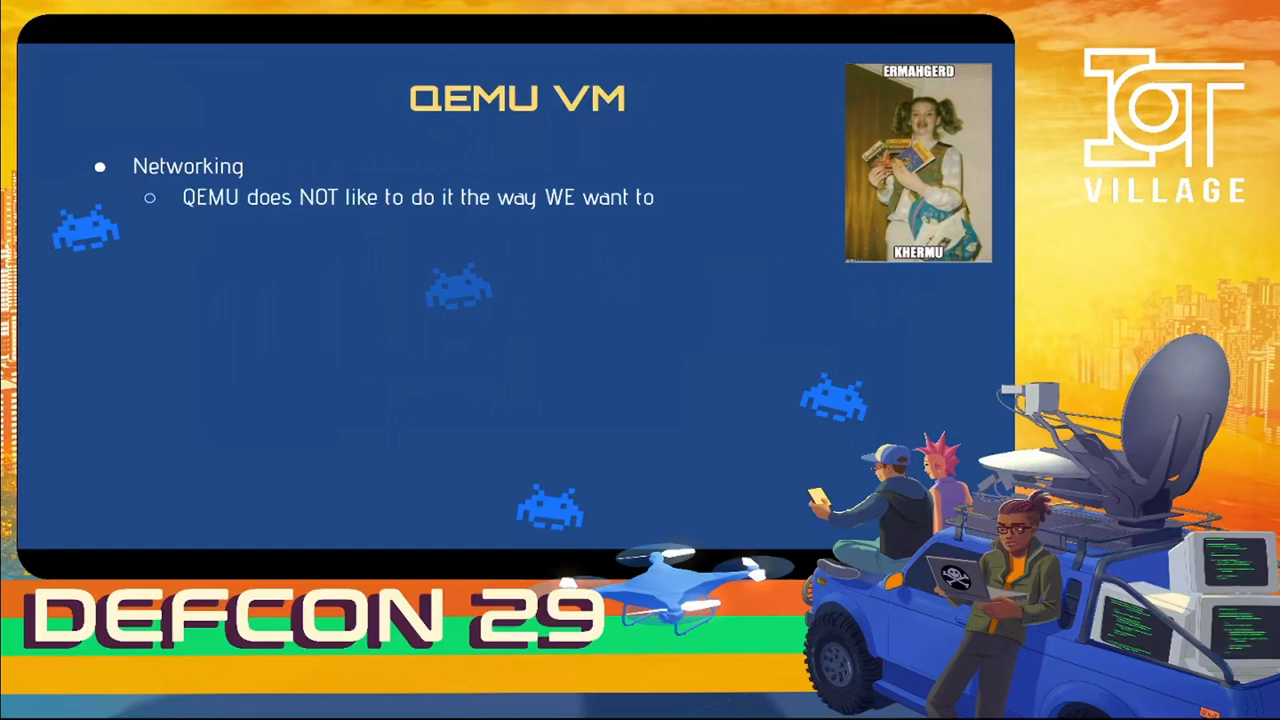 QEMU VM
ERMAHGERD
KHERMU
Networking
QEMU does NOT like to do it the way WE want to
IOT
VILLAGE
DEFCON 29